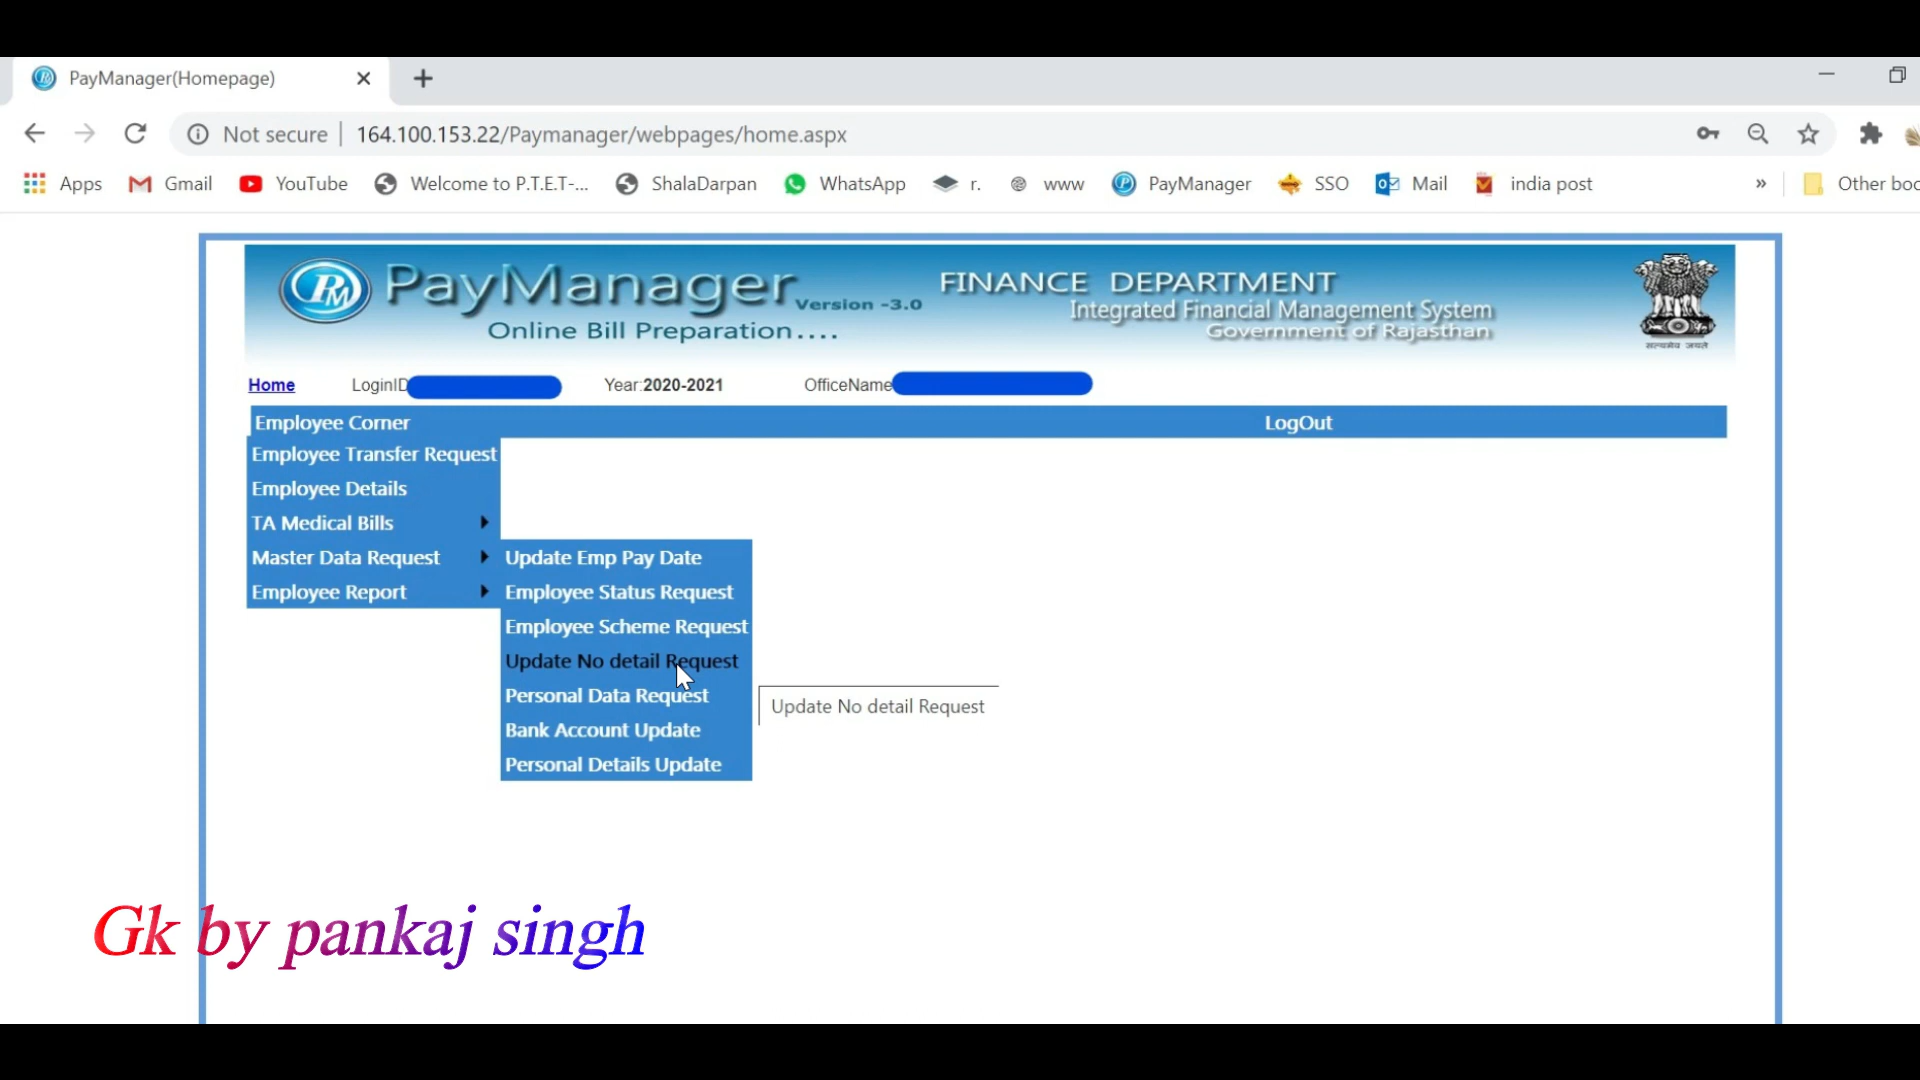 PayManager(Homepage)
Not secure 164.100.153.22/Paymanager/webpages/home.aspx
Apps Gmail YouTube Welcome to P.T.E.T-... ShalaDarpan WhatsApp r. www PayManager SSO Mail india post » Other boo
PM PayManager Version -3.0
Online Bill Preparation....
FINANCE DEPARTMENT
Integrated Financial Management System
Government of Rajasthan
सत्यमेव जयते
Home LoginID Year:2020-2021 OfficeName
Employee Corner LogOut
Employee Transfer Request
Employee Details
TA Medical Bills
Master Data Request
Employee Report
Update Emp Pay Date
Employee Status Request
Employee Scheme Request
Update No detail Request
Personal Data Request
Bank Account Update
Personal Details Update
Update No detail Request
Gk by pankaj singh